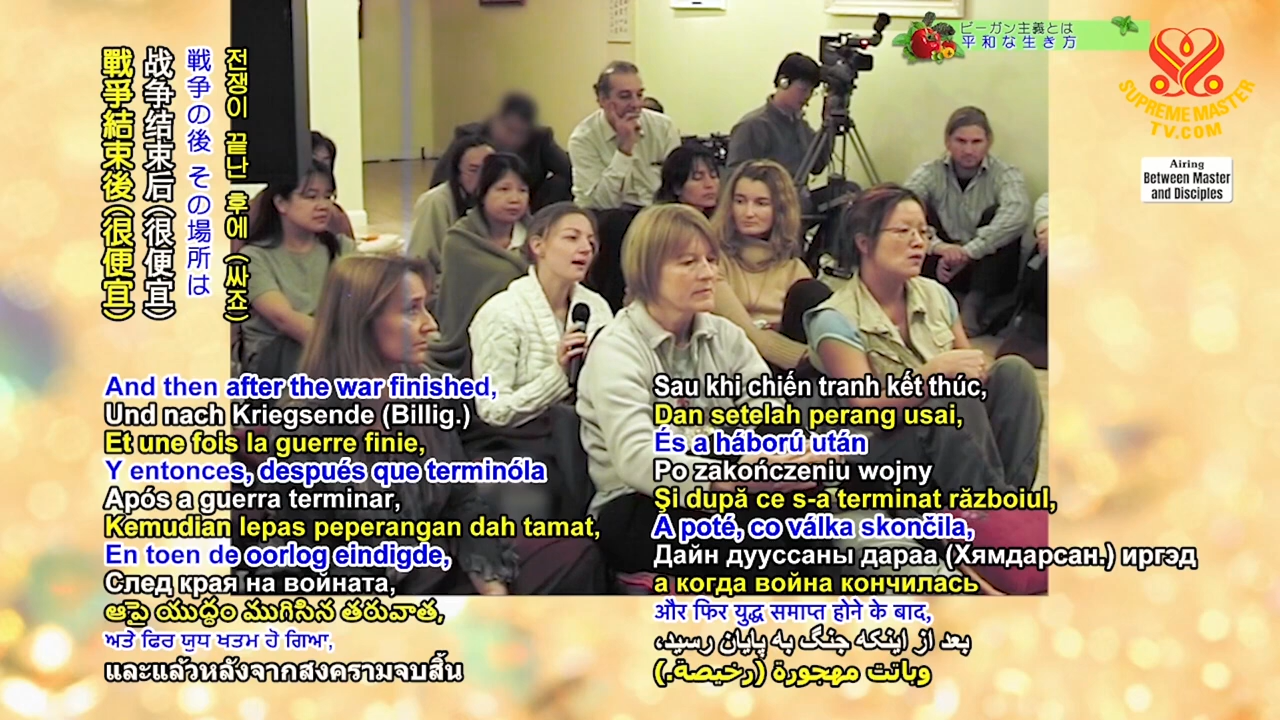 ビーガン主義とは
平和な生き方
SUPREME MASTER
TV.COM
Airing
Between Master
and Disciples
전쟁이 끝난 후에 (싸죠)
戦争の後 その場所は
战争结束后(很便宜)
戰爭結束後(很便宜)
And then after the war finished,
Und nach Kriegsende (Billig.)
Et une fois la guerre finie,
Y entonces, después que terminóla
Após a guerra terminar,
Kemudian lepas peperangan dah tamat,
En toen de oorlog eindigde,
След края на войната,
ఆపై యుద్ధం ముగిసిన తరువాత,
ਅਤੇ ਫਿਰ ਯੁਧ ਖਤਮ ਹੋ ਗਿਆ,
และแล้วหลังจากสงครามจบสิ้น
Sau khi chiến tranh kết thúc,
Dan setelah perang usai,
És a háború után
Po zakończeniu wojny
Şi după ce s-a terminat războiul,
A poté, co válka skončila,
Дайн дууссаны дараа (Хямдарсан.) иргэд
а когда война кончилась
और फिर युद्ध समाप्त होने के बाद,
بعد از اینکه جنگ به پایان رسید،
وباتت مهجورة (رخيصة.)